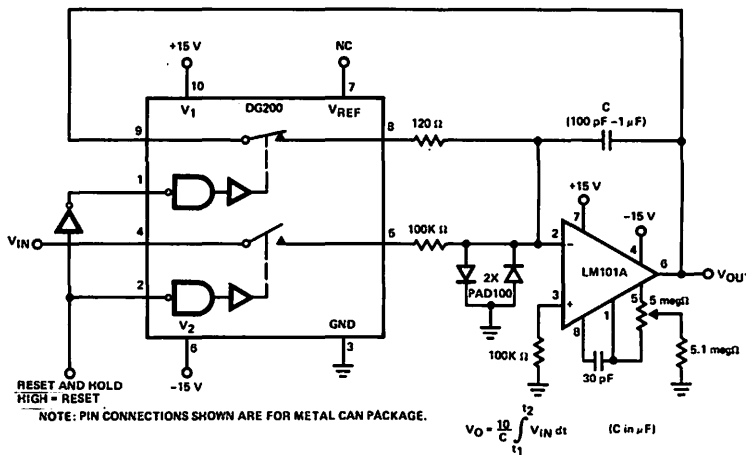 +15 V
NC
10
7
V1
DG200
VREF
C
(100 pF -1 μF)
9
8
120 Ω
1
+15 V
7
-15 V
4
VIN
4
5
100K Ω
2
-
6
VOUT
LM101A
2X
PAD100
3
+
5
5 megΩ
2
8
1
V2
GND
100K Ω
30 pF
5.1 megΩ
6
3
-15 V
RESET AND HOLD
HIGH = RESET
NOTE: PIN CONNECTIONS SHOWN ARE FOR METAL CAN PACKAGE.
VO = 10/C ∫t1t2 VIN dt (C in μF)